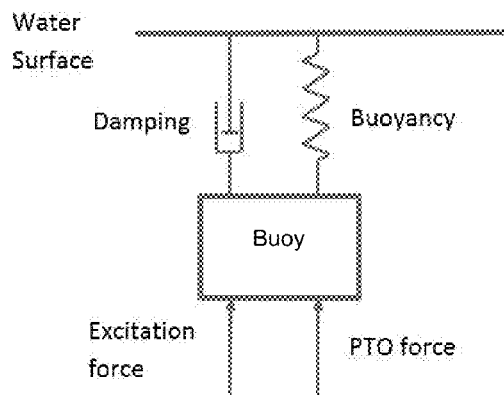 Water
Surface
Damping
Buoyancy
Buoy
Excitation
force
PTO force